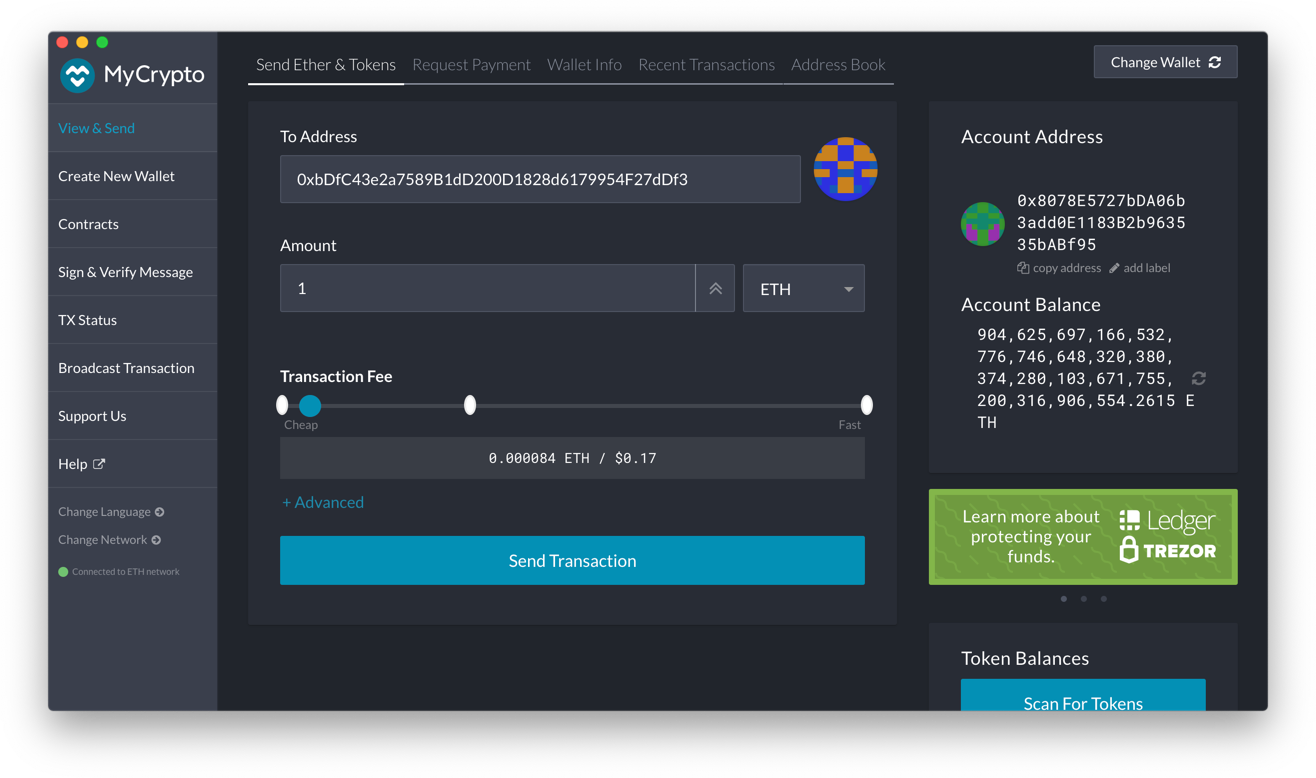 MyCrypto
View & Send
Create New Wallet
Contracts
Sign & Verify Message
TX Status
Broadcast Transaction
Support Us
Help
Change Language
Change Network
Connected to ETH network
Send Ether & Tokens
Request Payment
Wallet Info
Recent Transactions
Address Book
Change Wallet
To Address
0xbDfC43e2a7589B1dD200D1828d6179954F27dDf3
Amount
1
ETH
Transaction Fee
Cheap
Fast
0.000084 ETH / $0.17
+ Advanced
Send Transaction
Account Address
0x8078E5727bDA06b
3add0E1183B2b9635
35bABf95
copy address
add label
Account Balance
904,625,697,166,532,
776,746,648,320,380,
374,280,103,671,755,
200,316,906,554.2615 E
TH
Learn more about
protecting your
funds.
Ledger
TREZOR
Token Balances
Scan For Tokens